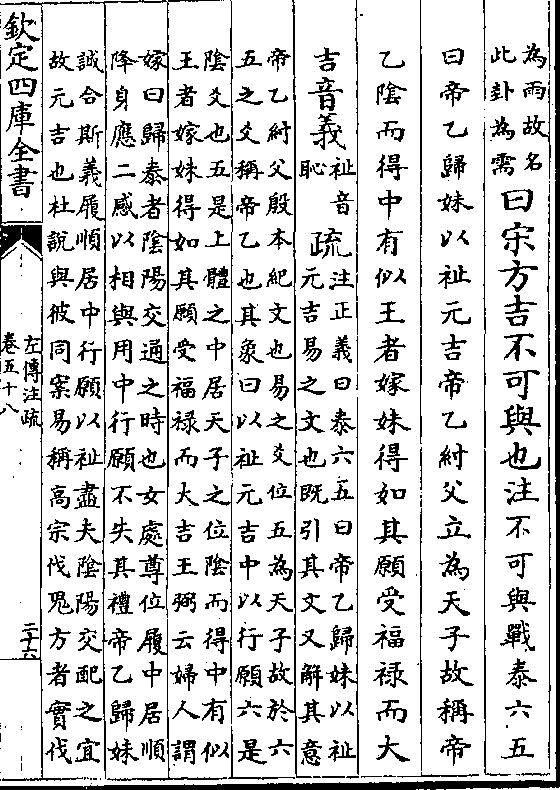 為雨故名
此卦為需
曰宋方吉不可與也注不可與戰泰六五
曰帝乙歸妹以祉元吉帝乙紂父立為天子故稱帝
乙陰而得中有似王者嫁妹得如其願受福禄而大
吉音義
祉音
恥
疏
注正義曰泰六五曰帝乙歸妹以祉
元吉易之文也既引其文又解其意
帝乙紂父殷本紀文也易之爻位五為天子故於六
五之爻稱帝乙也其象曰以祉元吉中以行願六是
陰爻也五是上體之中居天子之位陰而得中有似
王者嫁妹得如其願受福禄而大吉王弼云婦人謂
嫁曰歸泰者陰陽交通之時也女處尊位履中居順
降身應二感以相與用中行願不失其禮帝乙歸妹
誠合斯義履順居中行願以祉盡夫陰陽交配之宜
故元吉也杜說與彼同案易稱高宗伐鬼方者實伐
欽定四庫全書
左傳注疏
卷五十八
二十六